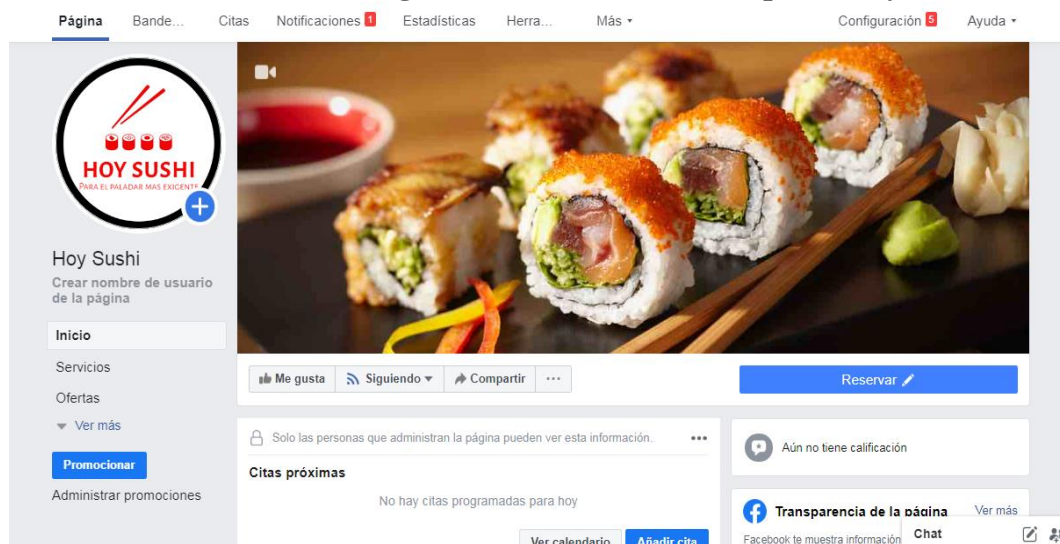 Página Bande... Citas Notificaciones 1 Estadísticas Herra... Más Configuración 5 Ayuda
HOY SUSHI
PARA EL PALADAR MAS EXIGENTE
Hoy Sushi
Crear nombre de usuario
de la página
Inicio
Servicios
Ofertas
Ver más
Promocionar
Administrar promociones
Me gusta Siguiendo Compartir ... Reservar
Solo las personas que administran la página pueden ver esta información. ...
Citas próximas
No hay citas programadas para hoy
Ver calendario Añadir cita
Aún no tiene calificación
Transparencia de la página Ver más
Facebook te muestra información
Chat